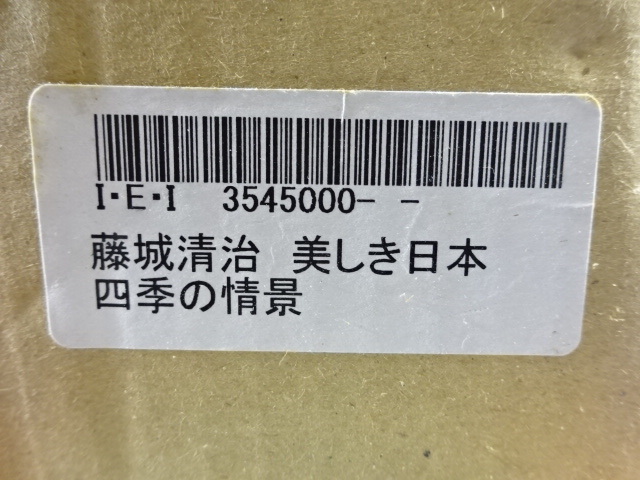 I・E・I 3545000- -
藤城清治 美しき日本
四季の情景